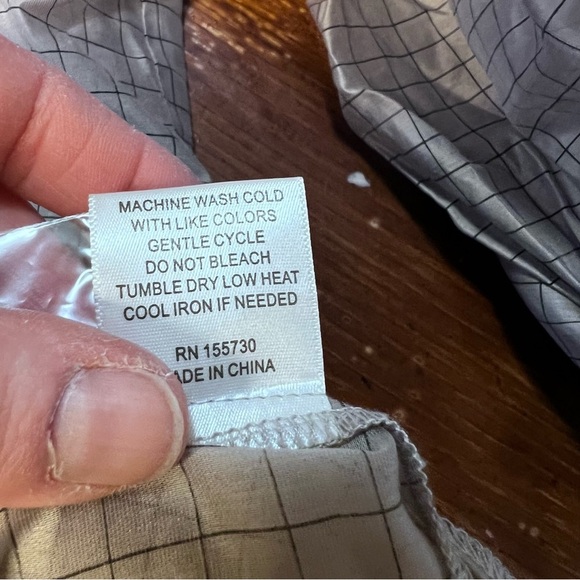 MACHINE WASH COLD
WITH LIKE COLORS
GENTLE CYCLE
DO NOT BLEACH
TUMBLE DRY LOW HEAT
COOL IRON IF NEEDED
RN 155730
ADE IN CHINA